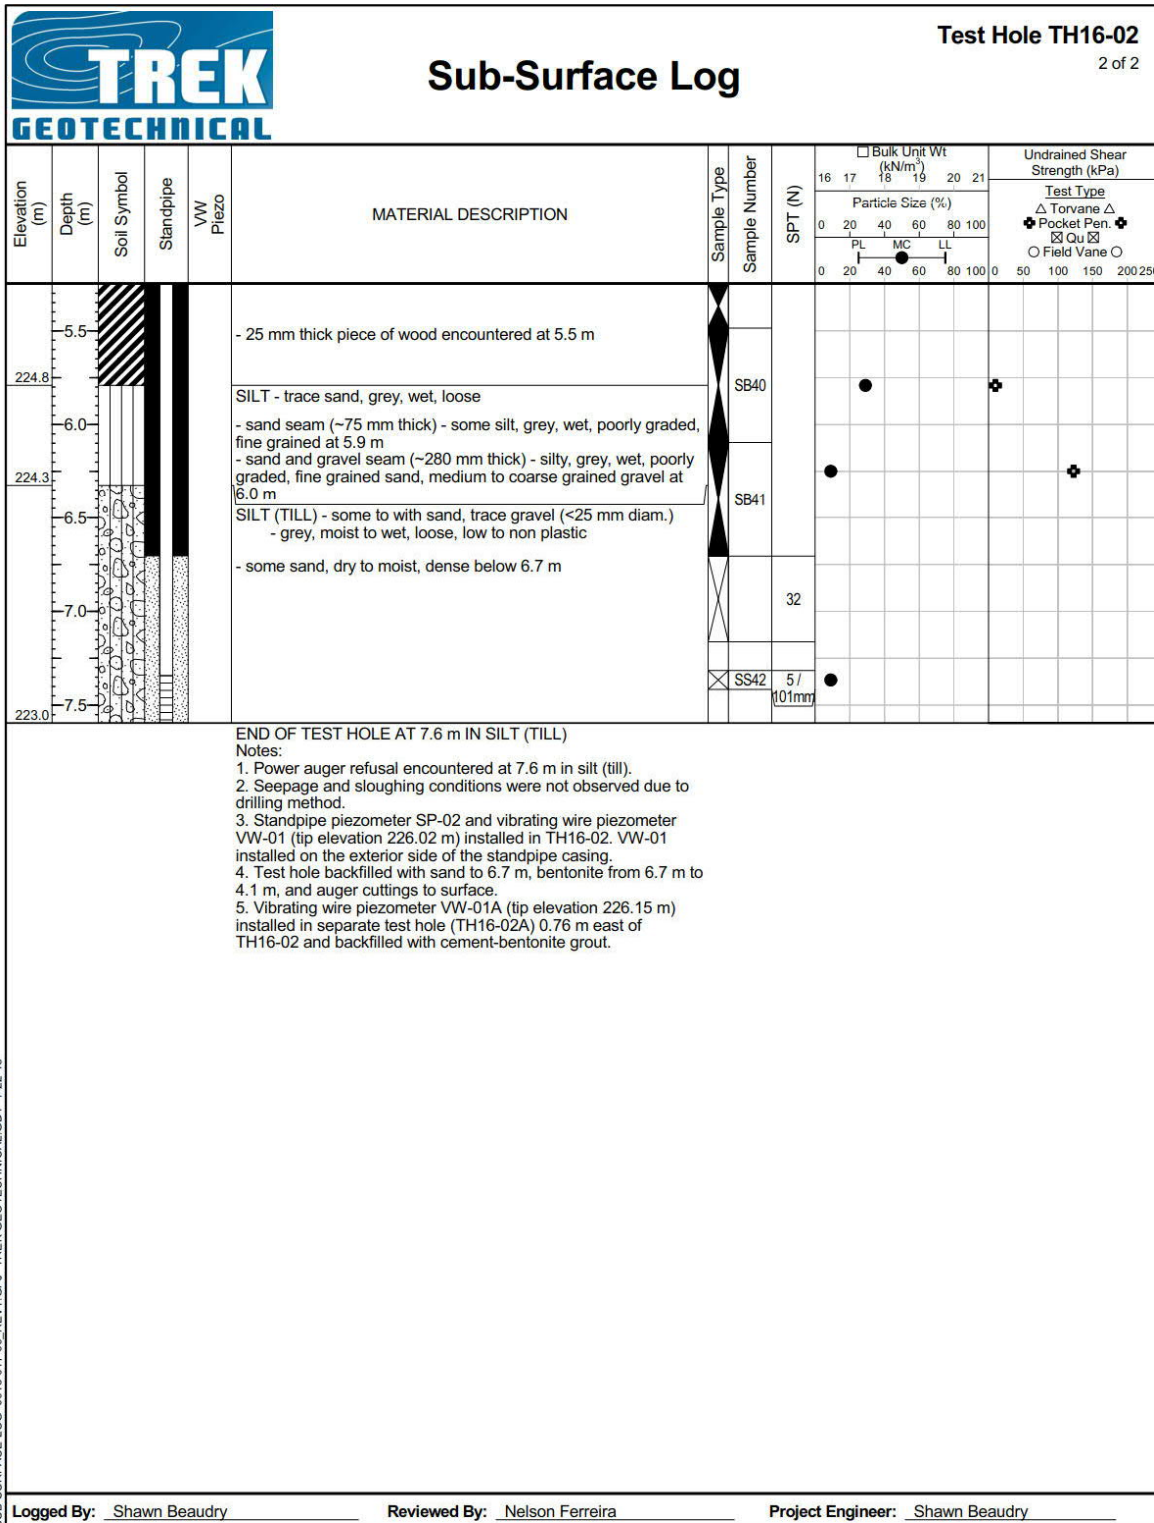 TREK
GEOTECHNICAL
Sub-Surface Log
Test Hole TH16-02
2 of 2
Elevation (m)
Depth (m)
Soil Symbol
Standpipe
VW Piezo
MATERIAL DESCRIPTION
Sample Type
Sample Number
SPT (N)
□ Bulk Unit Wt
(kN/m³)
16 17 18 19 20 21
Particle Size (%)
0 20 40 60 80 100
PL MC LL
0 20 40 60 80 100
Undrained Shear
Strength (kPa)
Test Type
△ Torvane △
✚ Pocket Pen. ✚
☒ Qu ☒
○ Field Vane ○
0 50 100 150 200 250
-5.5-
- 25 mm thick piece of wood encountered at 5.5 m
224.8
SB40
SILT - trace sand, grey, wet, loose
-6.0-
- sand seam (~75 mm thick) - some silt, grey, wet, poorly graded,
fine grained at 5.9 m
- sand and gravel seam (~280 mm thick) - silty, grey, wet, poorly
graded, fine grained sand, medium to coarse grained gravel at
6.0 m
224.3
SB41
-6.5-
SILT (TILL) - some to with sand, trace gravel (<25 mm diam.)
- grey, moist to wet, loose, low to non plastic
- some sand, dry to moist, dense below 6.7 m
32
-7.0-
SS42
5 /
101mm
-7.5-
223.0
END OF TEST HOLE AT 7.6 m IN SILT (TILL)
Notes:
1. Power auger refusal encountered at 7.6 m in silt (till).
2. Seepage and sloughing conditions were not observed due to
drilling method.
3. Standpipe piezometer SP-02 and vibrating wire piezometer
VW-01 (tip elevation 226.02 m) installed in TH16-02. VW-01
installed on the exterior side of the standpipe casing.
4. Test hole backfilled with sand to 6.7 m, bentonite from 6.7 m to
4.1 m, and auger cuttings to surface.
5. Vibrating wire piezometer VW-01A (tip elevation 226.15 m)
installed in separate test hole (TH16-02A) 0.76 m east of
TH16-02 and backfilled with cement-bentonite grout.
Logged By: Shawn Beaudry
Reviewed By: Nelson Ferreira
Project Engineer: Shawn Beaudry